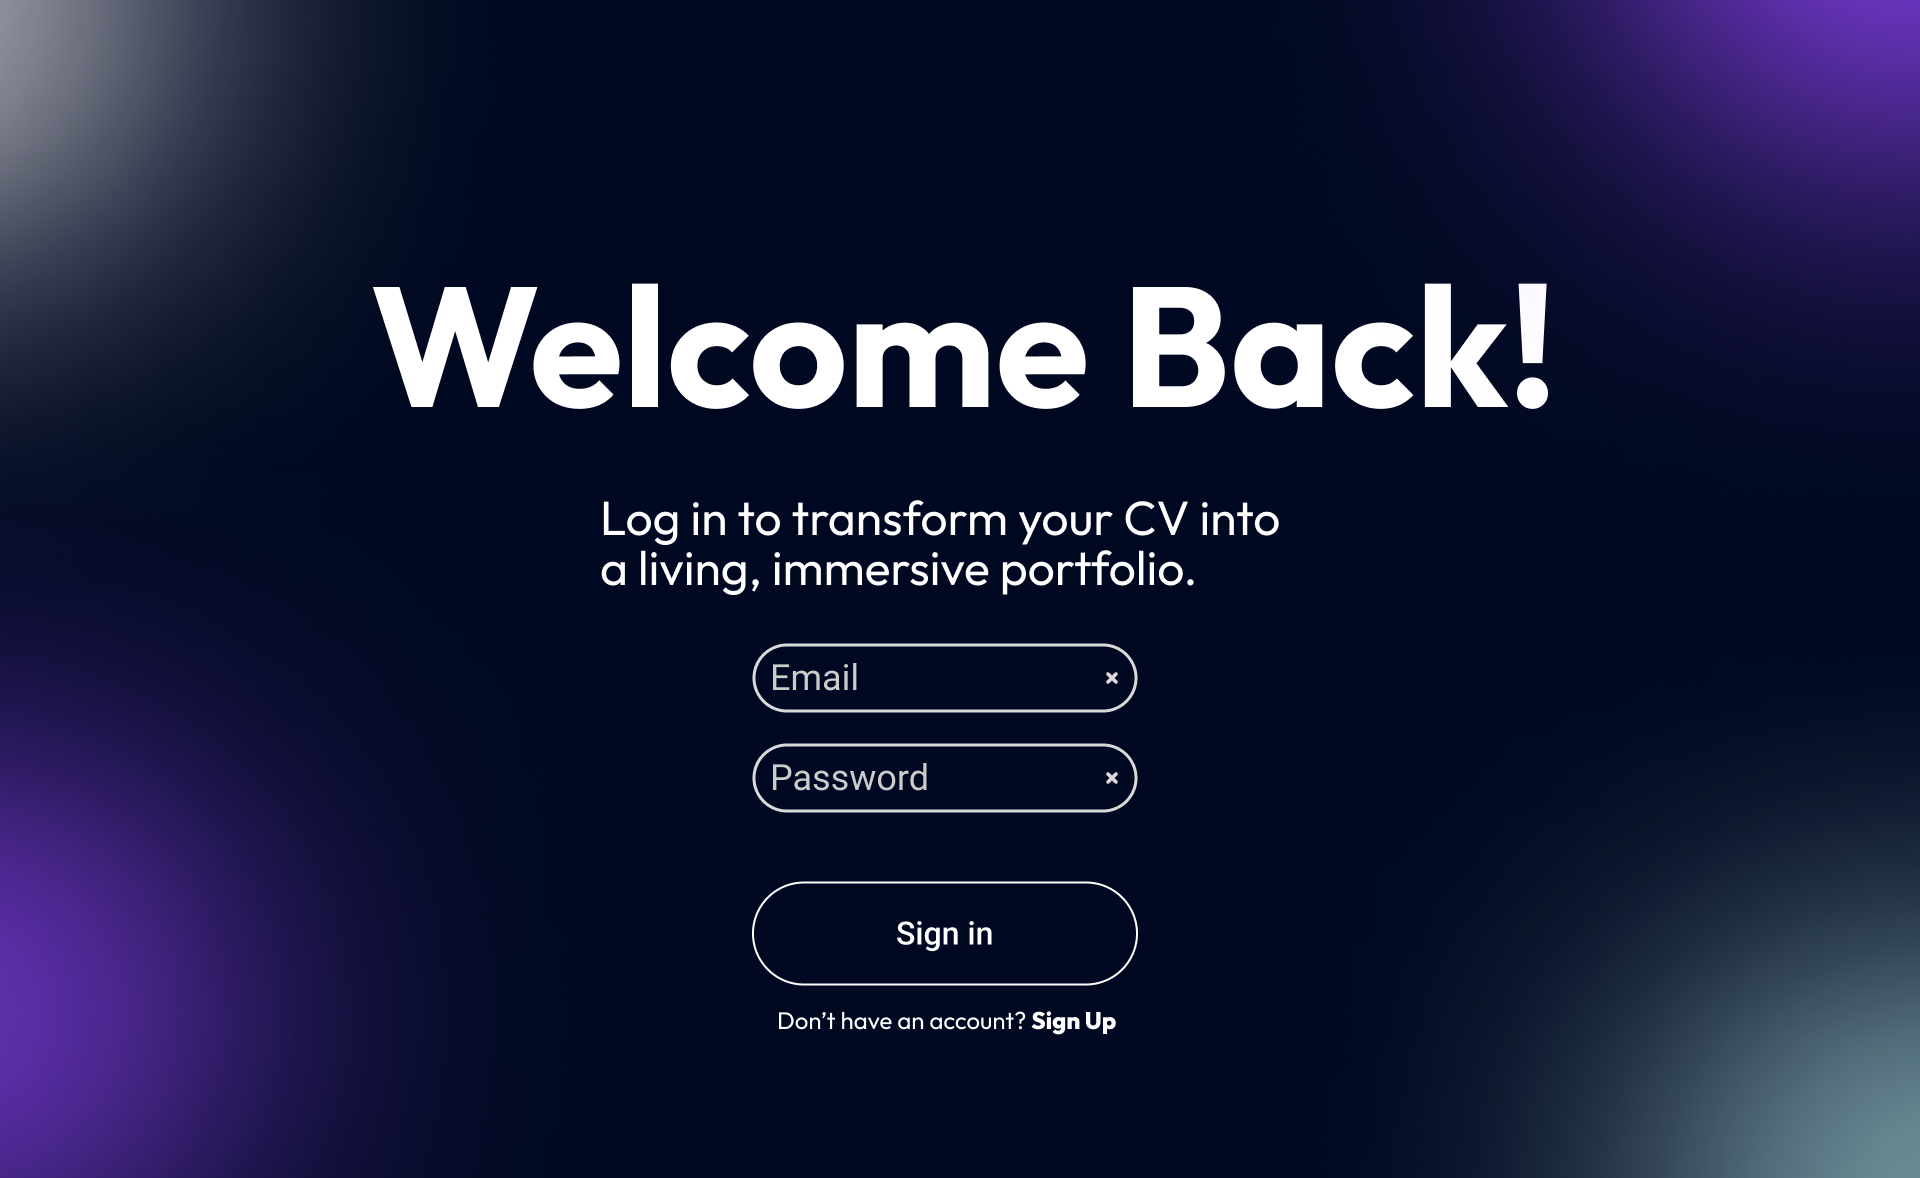 Welcome Back!
Log in to transform your CV into
a living, immersive portfolio.
Email
Password
Sign in
Don’t have an account? Sign Up